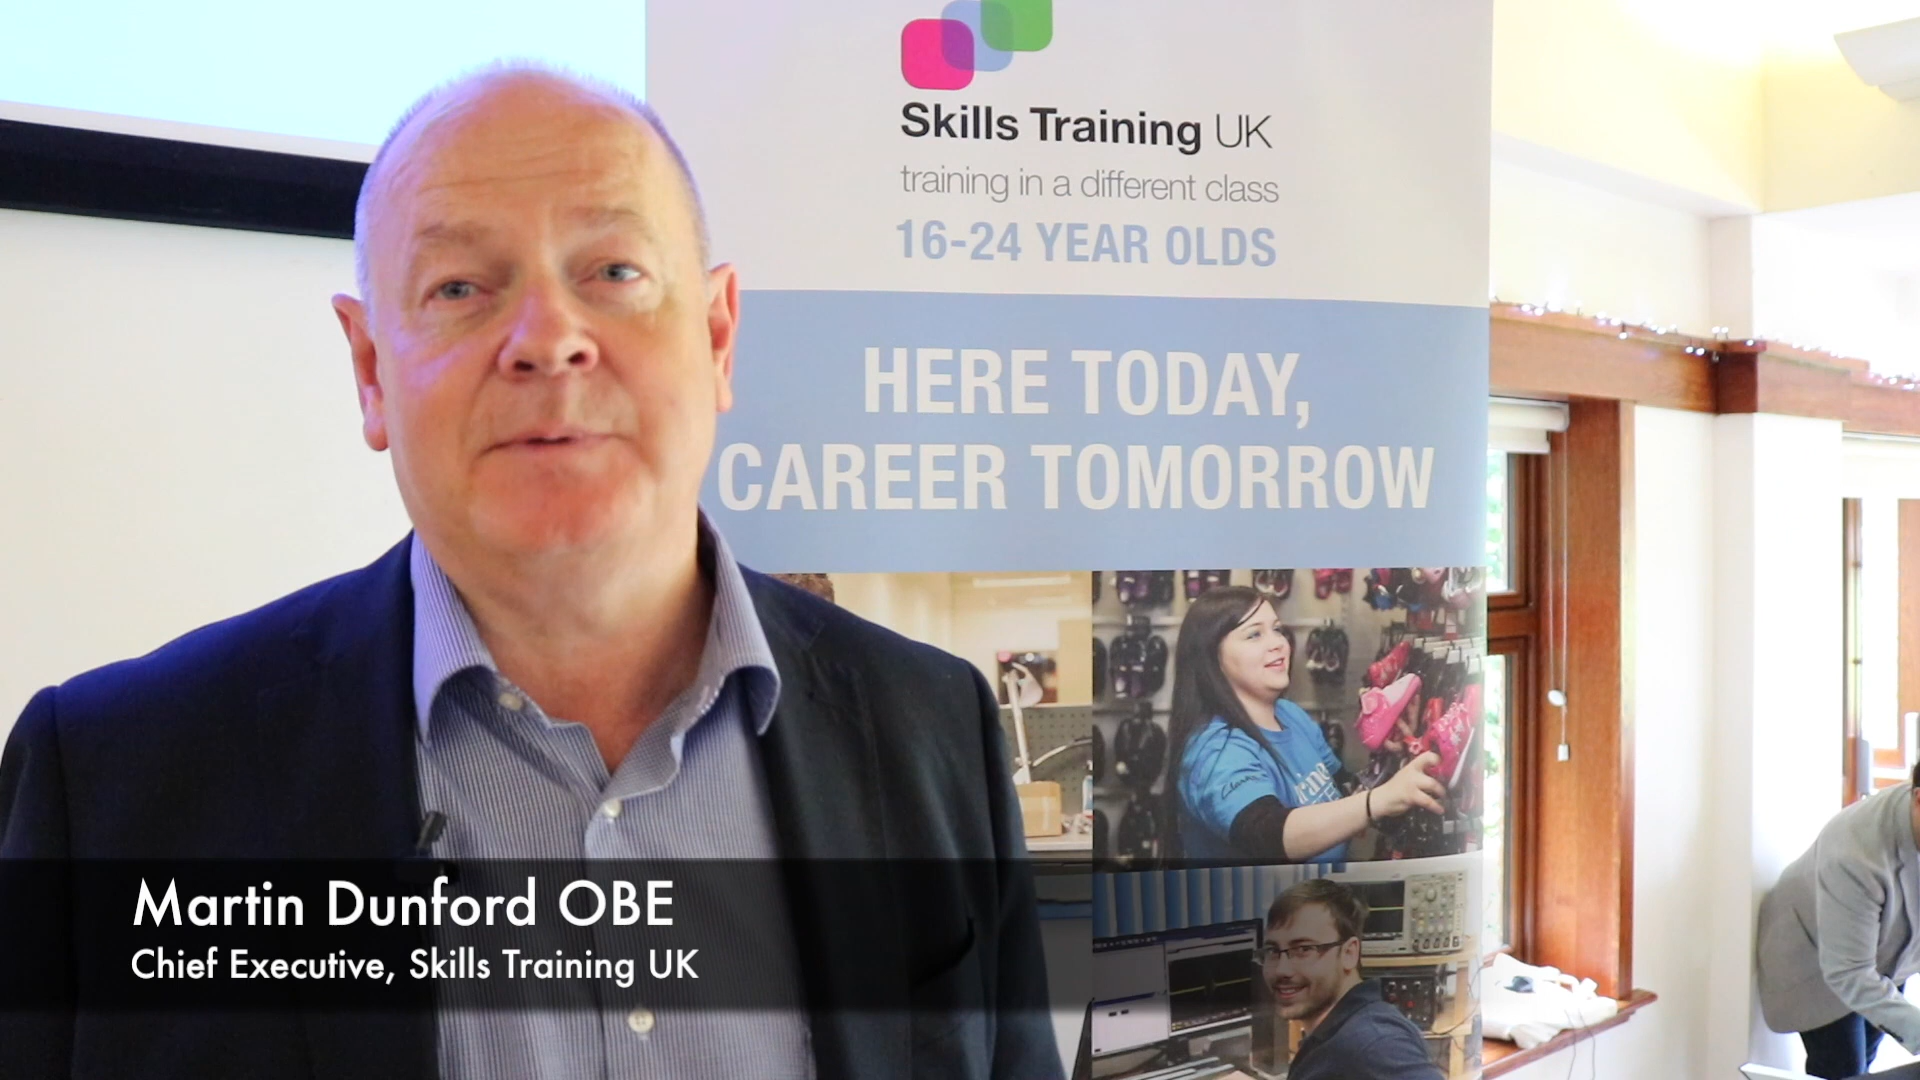 Skills Training UK
training in a different class
16-24 YEAR OLDS
HERE TODAY,
CAREER TOMORROW
Clarks
Martin Dunford OBE
Chief Executive, Skills Training UK